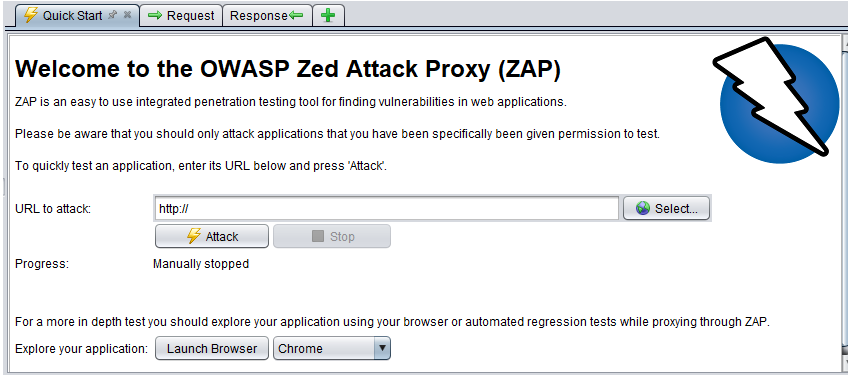 Quick Start Request Response
Welcome to the OWASP Zed Attack Proxy (ZAP)
ZAP is an easy to use integrated penetration testing tool for finding vulnerabilities in web applications.
Please be aware that you should only attack applications that you have been specifically been given permission to test.
To quickly test an application, enter its URL below and press 'Attack'.
URL to attack: http:// Select...
Attack Stop
Progress: Manually stopped
For a more in depth test you should explore your application using your browser or automated regression tests while proxying through ZAP.
Explore your application: Launch Browser Chrome